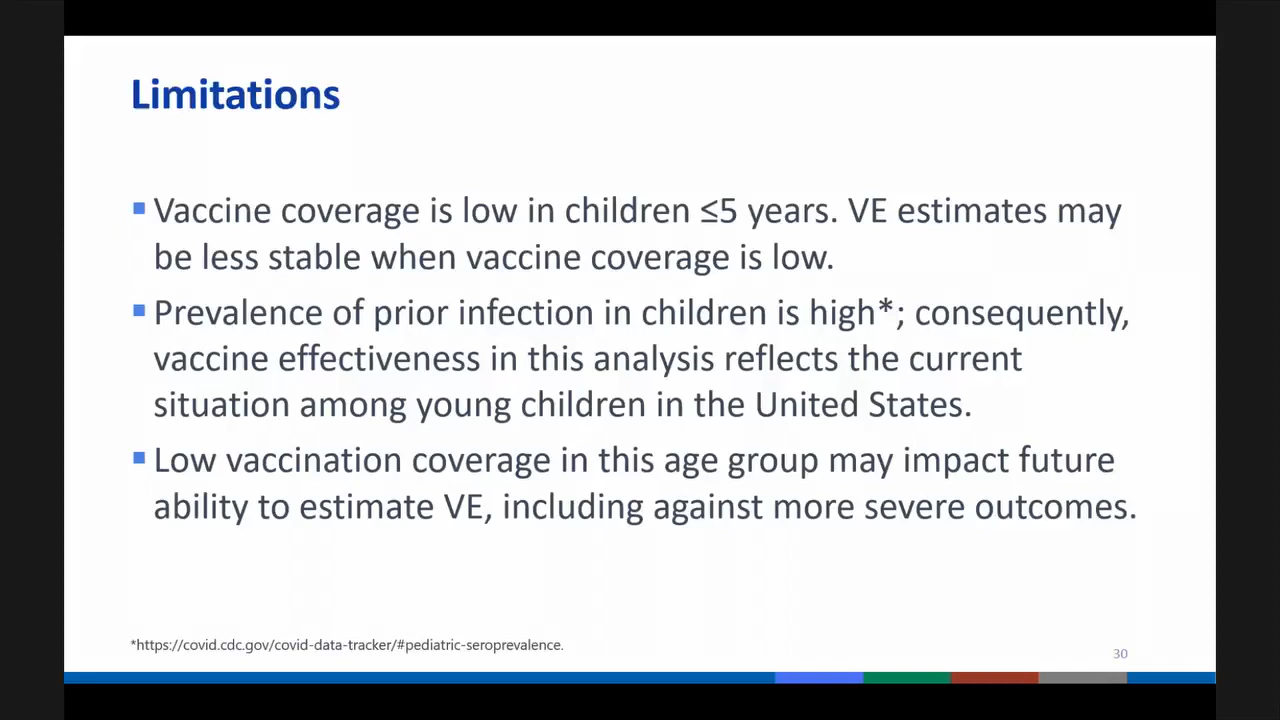 Limitations
▪ Vaccine coverage is low in children ≤5 years. VE estimates may
be less stable when vaccine coverage is low.
▪ Prevalence of prior infection in children is high*; consequently,
vaccine effectiveness in this analysis reflects the current
situation among young children in the United States.
▪ Low vaccination coverage in this age group may impact future
ability to estimate VE, including against more severe outcomes.
*https://covid.cdc.gov/covid-data-tracker/#pediatric-seroprevalence.
30